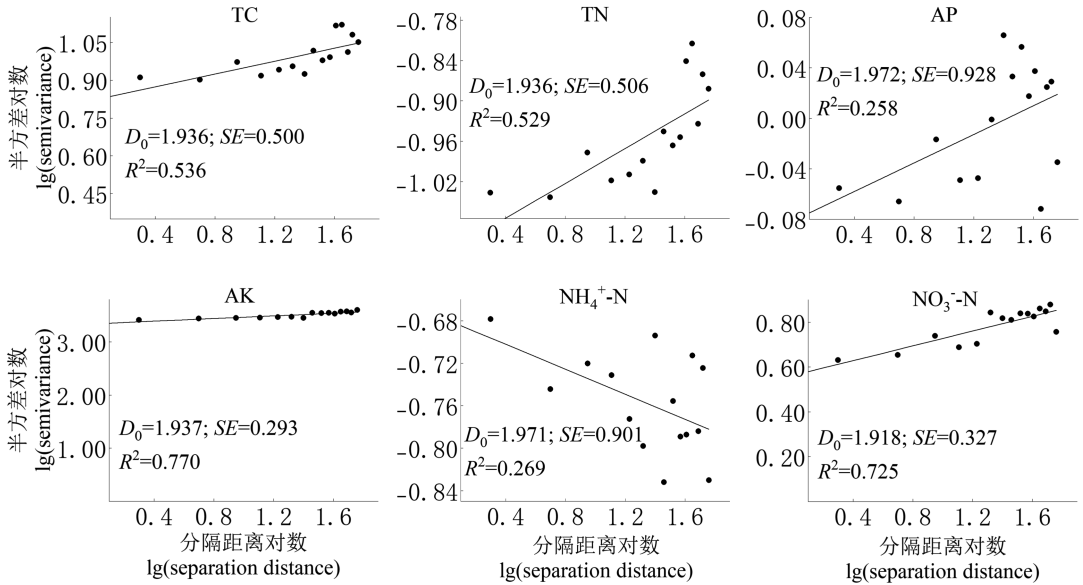 TC
半方差对数
lg(semivariance)
1.05
0.90
0.75
0.60
0.45
D0=1.936; SE=0.500
R²=0.536
0.4 0.8 1.2 1.6
TN
-0.78
-0.84
-0.90
-0.96
-1.02
D0=1.936; SE=0.506
R²=0.529
0.4 0.8 1.2 1.6
AP
0.08
0.04
0.00
-0.04
-0.08
D0=1.972; SE=0.928
R²=0.258
0.4 0.8 1.2 1.6
AK
半方差对数
lg(semivariance)
3.00
2.00
1.00
D0=1.937; SE=0.293
R²=0.770
0.4 0.8 1.2 1.6
分隔距离对数
lg(separation distance)
NH4+-N
-0.68
-0.72
-0.76
-0.80
-0.84
D0=1.971; SE=0.901
R²=0.269
0.4 0.8 1.2 1.6
分隔距离对数
lg(separation distance)
NO3--N
0.80
0.60
0.40
0.20
D0=1.918; SE=0.327
R²=0.725
0.4 0.8 1.2 1.6
分隔距离对数
lg(separation distance)